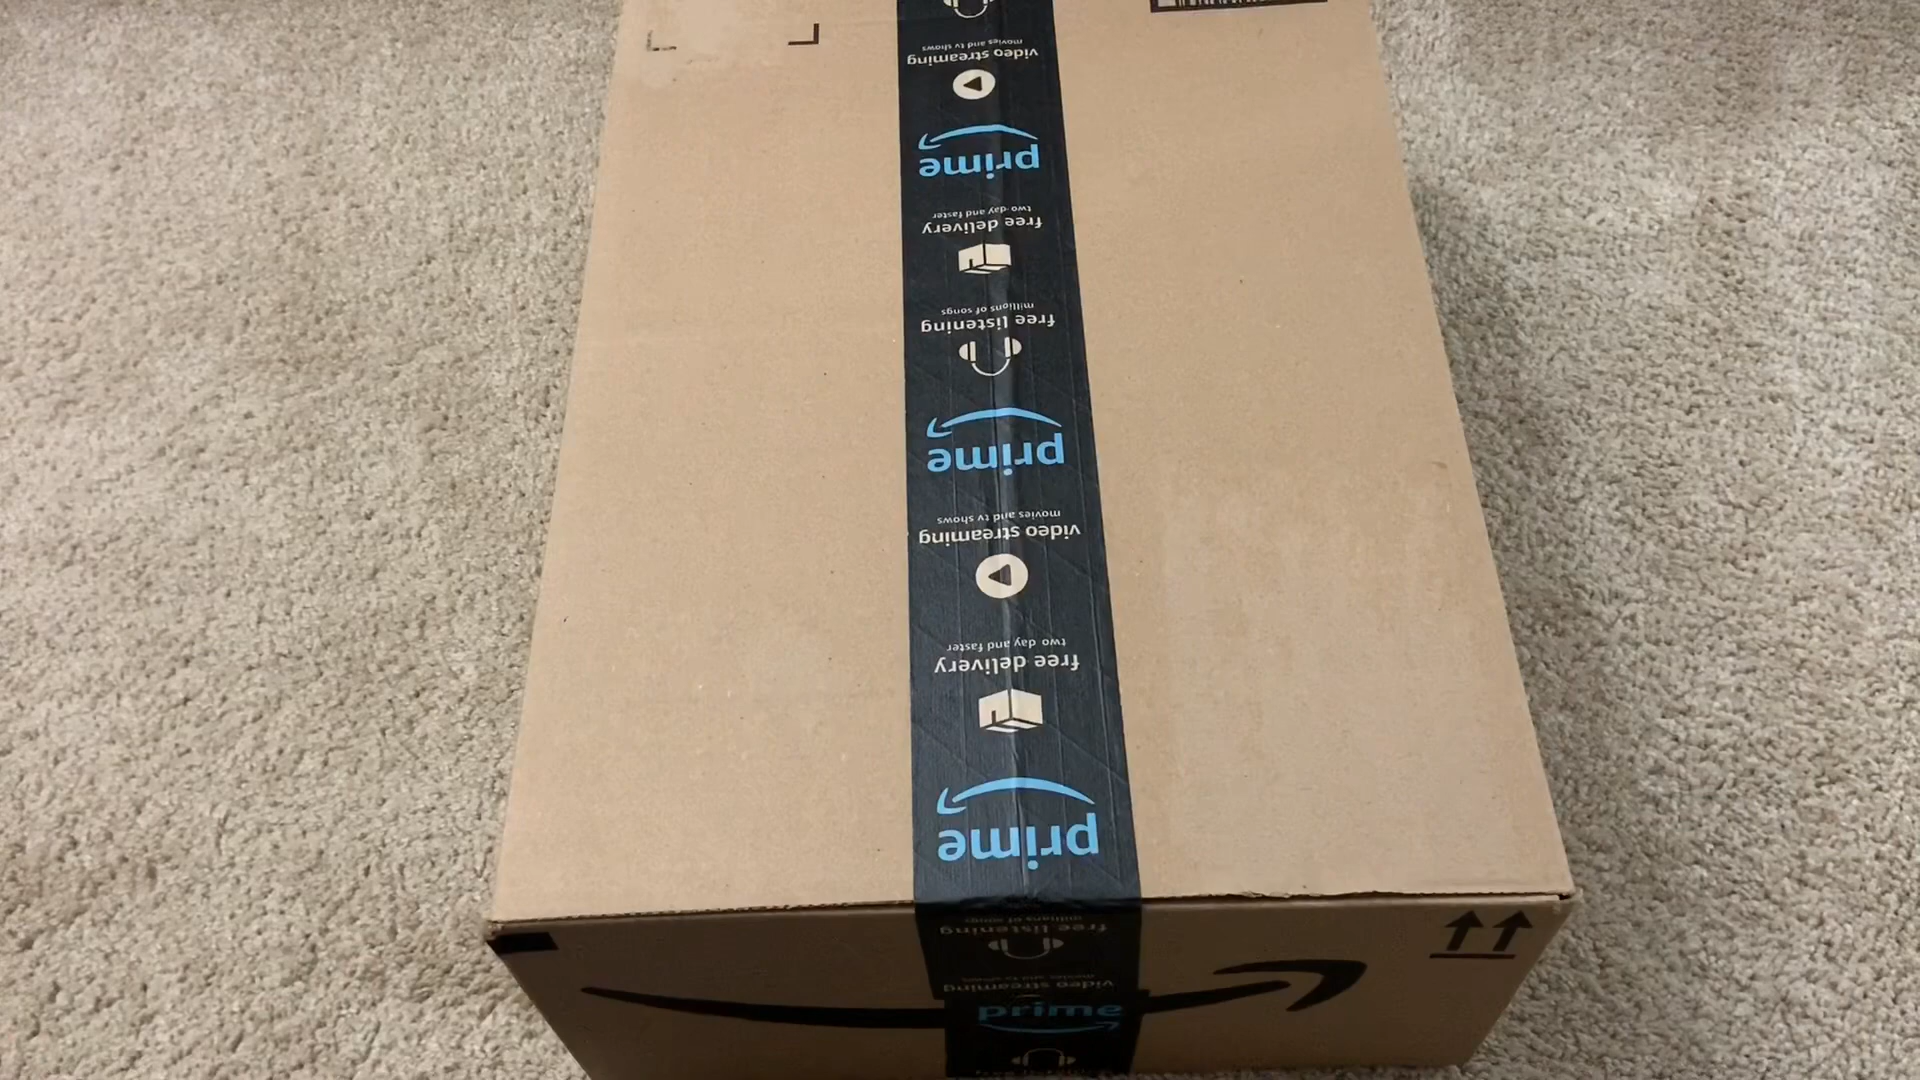 video streaming
movies and tv shows
prime
free delivery
two-day and faster
free listening
millions of songs
prime
video streaming
movies and tv shows
free delivery
two day and faster
prime
free listening
millions of songs
video streaming
movies and tv shows
prime